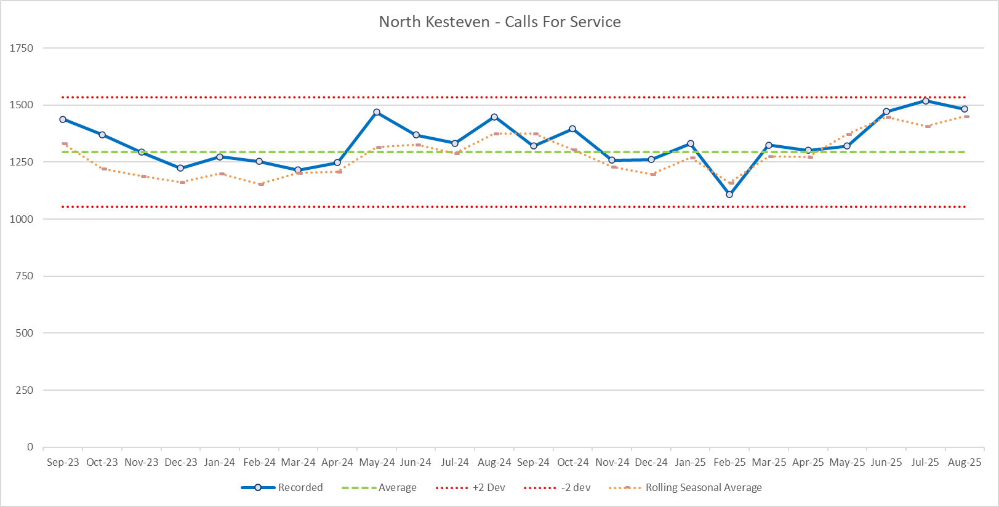 North Kesteven - Calls For Service
1750
1500
1250
1000
750
500
250
0
Sep-23 Oct-23 Nov-23 Dec-23 Jan-24 Feb-24 Mar-24 Apr-24 May-24 Jun-24 Jul-24 Aug-24 Sep-24 Oct-24 Nov-24 Dec-24 Jan-25 Feb-25 Mar-25 Apr-25 May-25 Jun-25 Jul-25 Aug-25
Recorded Average +2 Dev -2 dev Rolling Seasonal Average